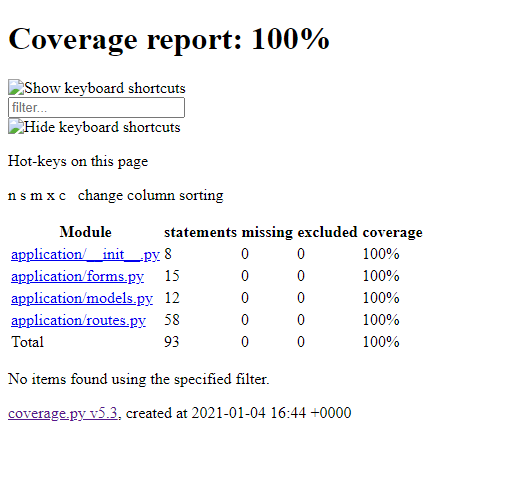 Coverage report: 100%
Show keyboard shortcuts
filter...
Hide keyboard shortcuts
Hot-keys on this page
n s m x c   change column sorting
Module statements missing excluded coverage
application/__init__.py 8 0 0 100%
application/forms.py 15 0 0 100%
application/models.py 12 0 0 100%
application/routes.py 58 0 0 100%
Total 93 0 0 100%
No items found using the specified filter.
coverage.py v5.3, created at 2021-01-04 16:44 +0000